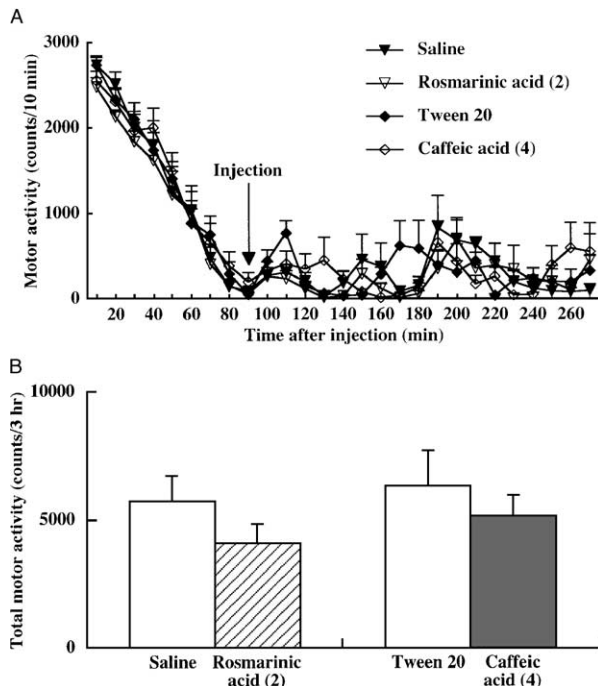 A
3000
2000
1000
0
Motor activity (counts/10 min)
Saline
Rosmarinic acid (2)
Tween 20
Caffeic acid (4)
Injection
20 40 60 80 100 120 140 160 180 200 220 240 260
Time after injection (min)
B
10000
5000
0
Total motor activity (counts/3 hr)
Saline Rosmarinic acid (2) Tween 20 Caffeic acid (4)